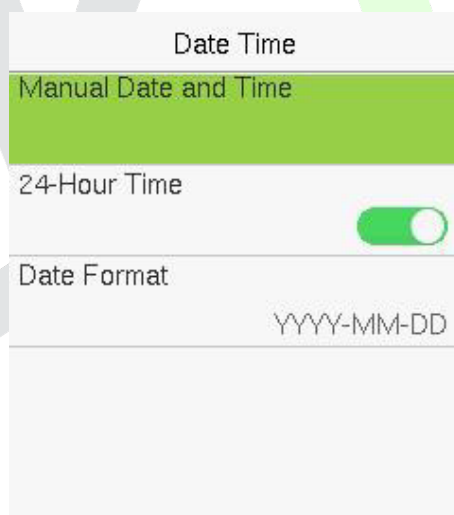 Date Time
Manual Date and Time
24-Hour Time
Date Format
YYYY-MM-DD